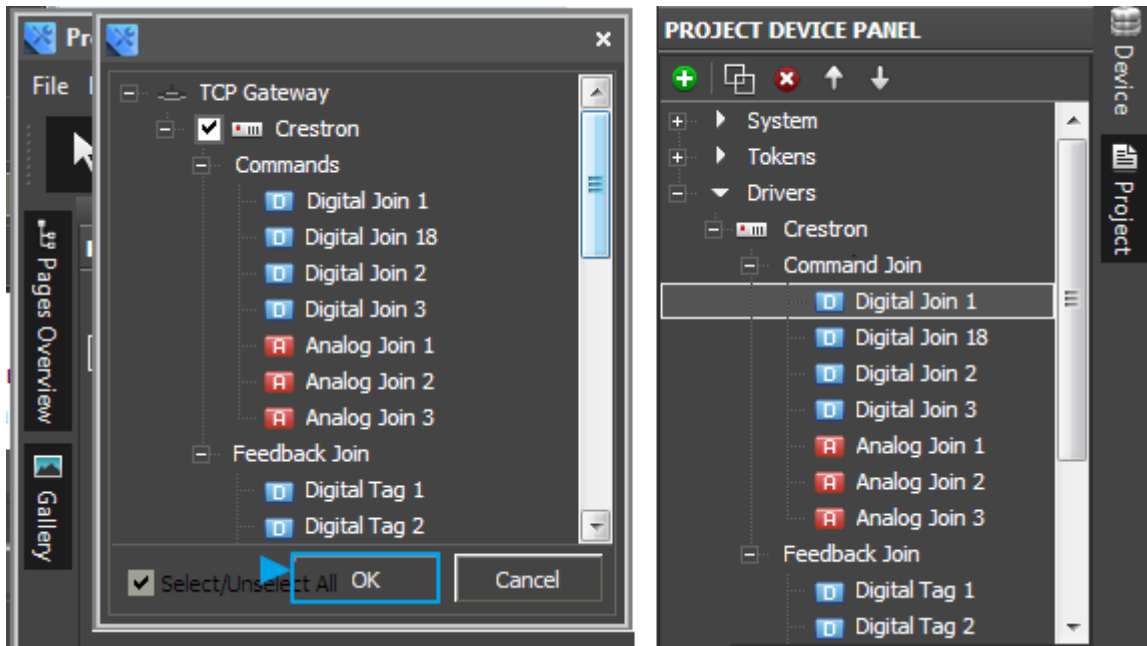 Pr
File
TCP Gateway
Crestron
Commands
D Digital Join 1
D Digital Join 18
D Digital Join 2
D Digital Join 3
A Analog Join 1
A Analog Join 2
A Analog Join 3
Feedback Join
D Digital Tag 1
D Digital Tag 2
Select/Unselect All
OK
Cancel
Pages Overview
Gallery
PROJECT DEVICE PANEL
System
Tokens
Drivers
Crestron
Command Join
D Digital Join 1
D Digital Join 18
D Digital Join 2
D Digital Join 3
A Analog Join 1
A Analog Join 2
A Analog Join 3
Feedback Join
D Digital Tag 1
D Digital Tag 2
Device
Project